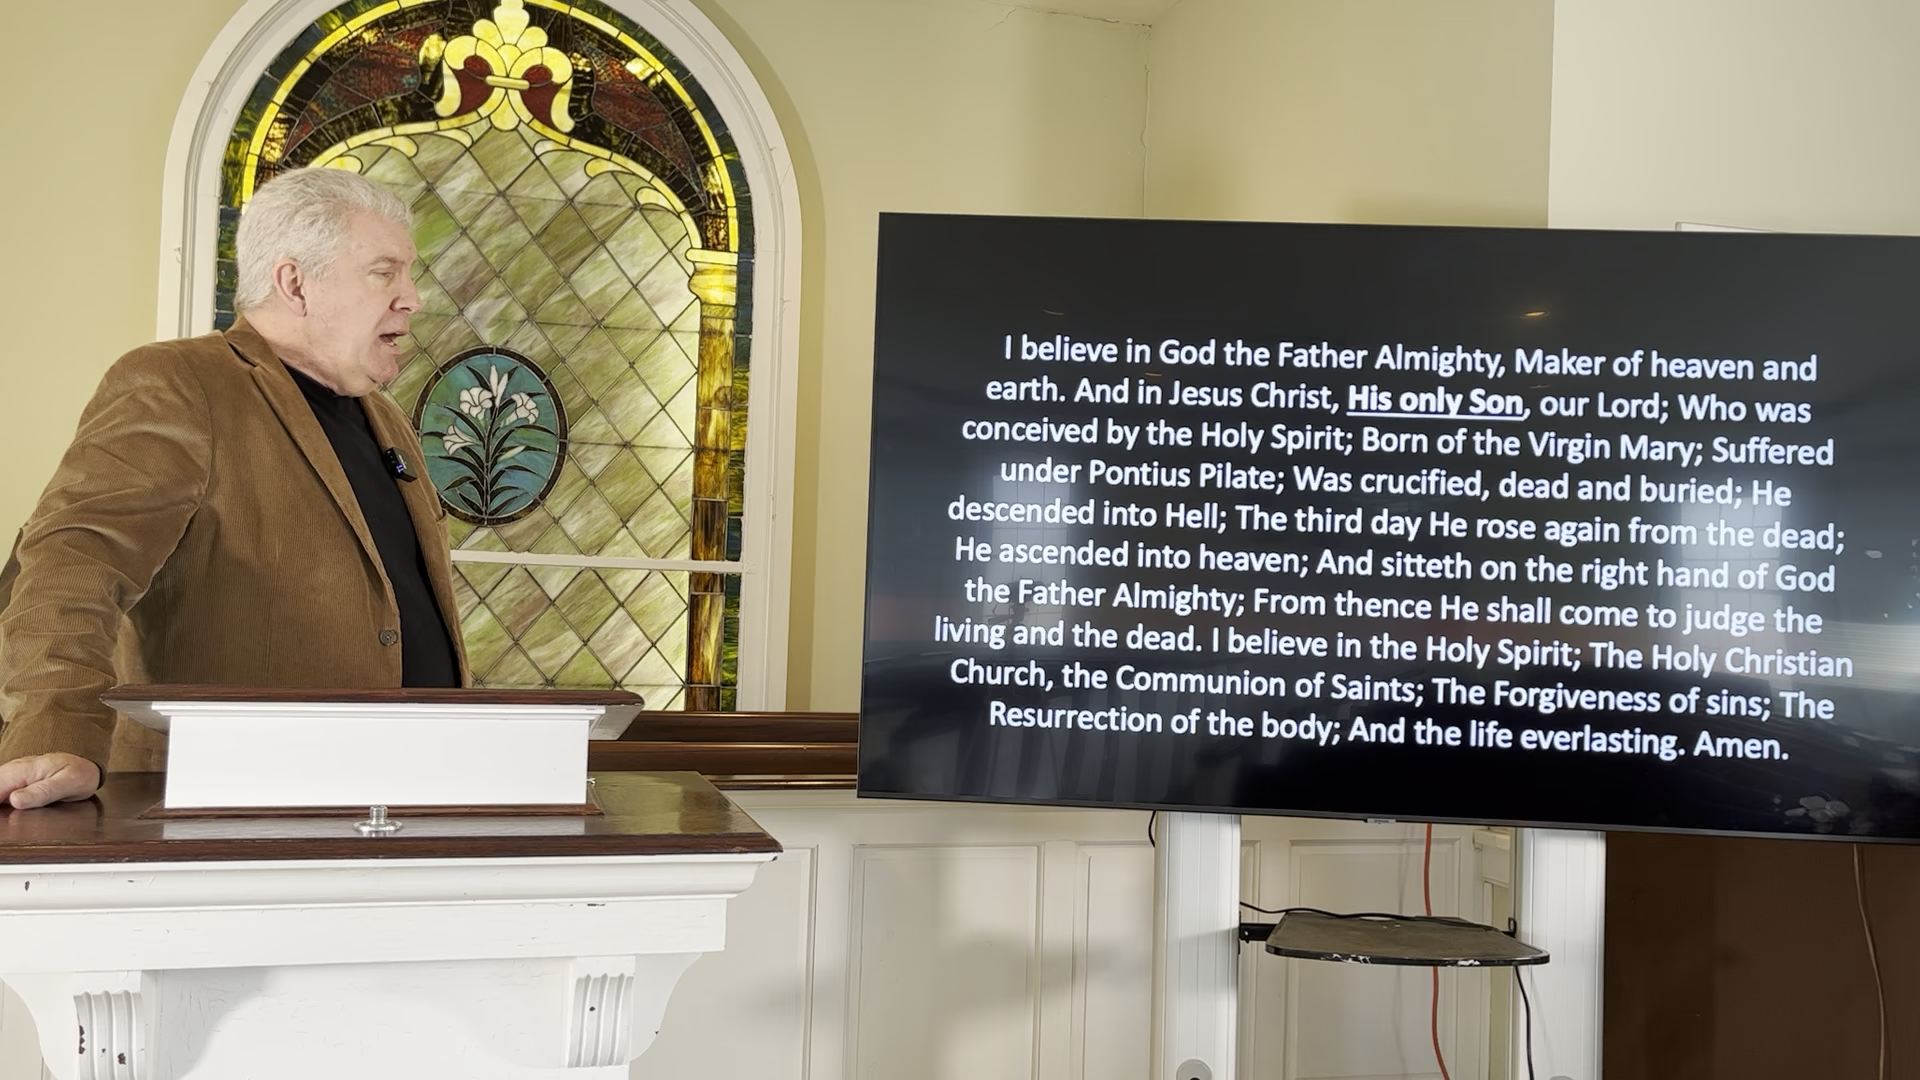 I believe in God the Father Almighty, Maker of heaven and
earth. And in Jesus Christ, His only Son, our Lord; Who was
conceived by the Holy Spirit; Born of the Virgin Mary; Suffered
under Pontius Pilate; Was crucified, dead and buried; He
descended into Hell; The third day He rose again from the dead;
He ascended into heaven; And sitteth on the right hand of God
the Father Almighty; From thence He shall come to judge the
living and the dead. I believe in the Holy Spirit; The Holy Christian
Church, the Communion of Saints; The Forgiveness of sins; The
Resurrection of the body; And the life everlasting. Amen.